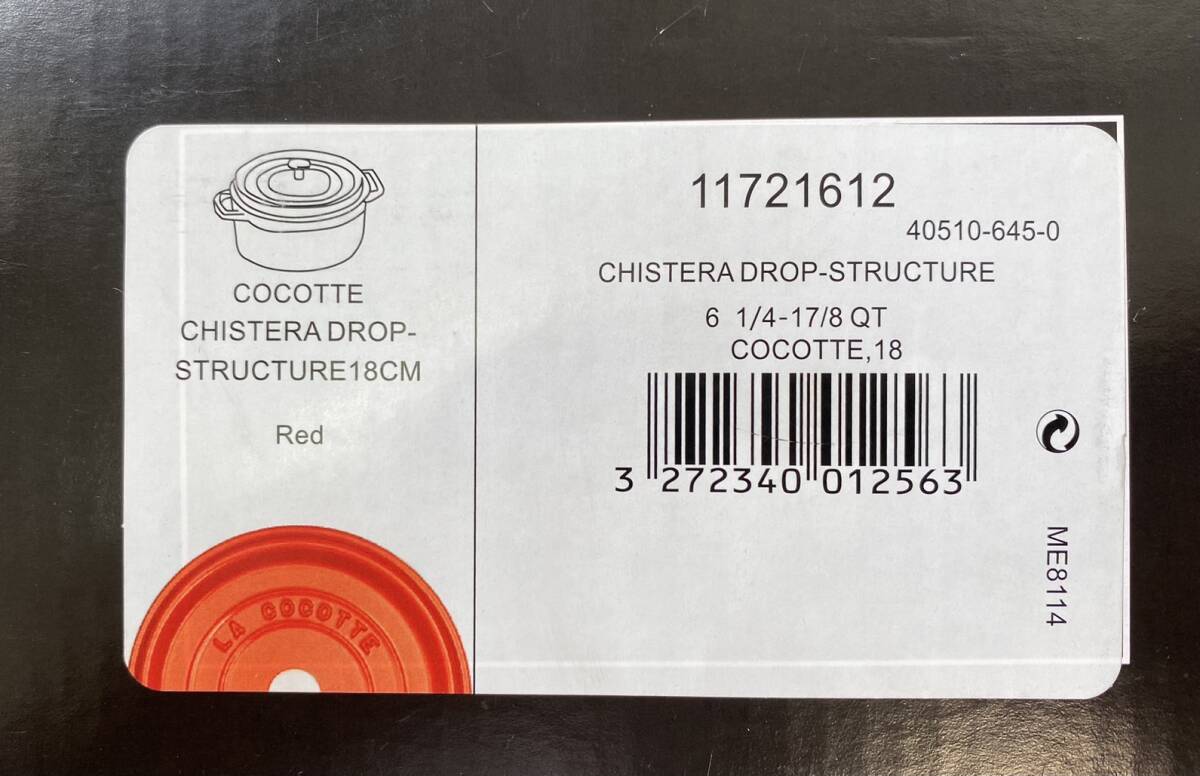 COCOTTE
CHISTERA DROP-
STRUCTURE18CM
Red
LA COCOTTE
11721612
40510-645-0
CHISTERA DROP-STRUCTURE
6 1/4-17/8 QT
COCOTTE,18
3 272340 012563
ME8114